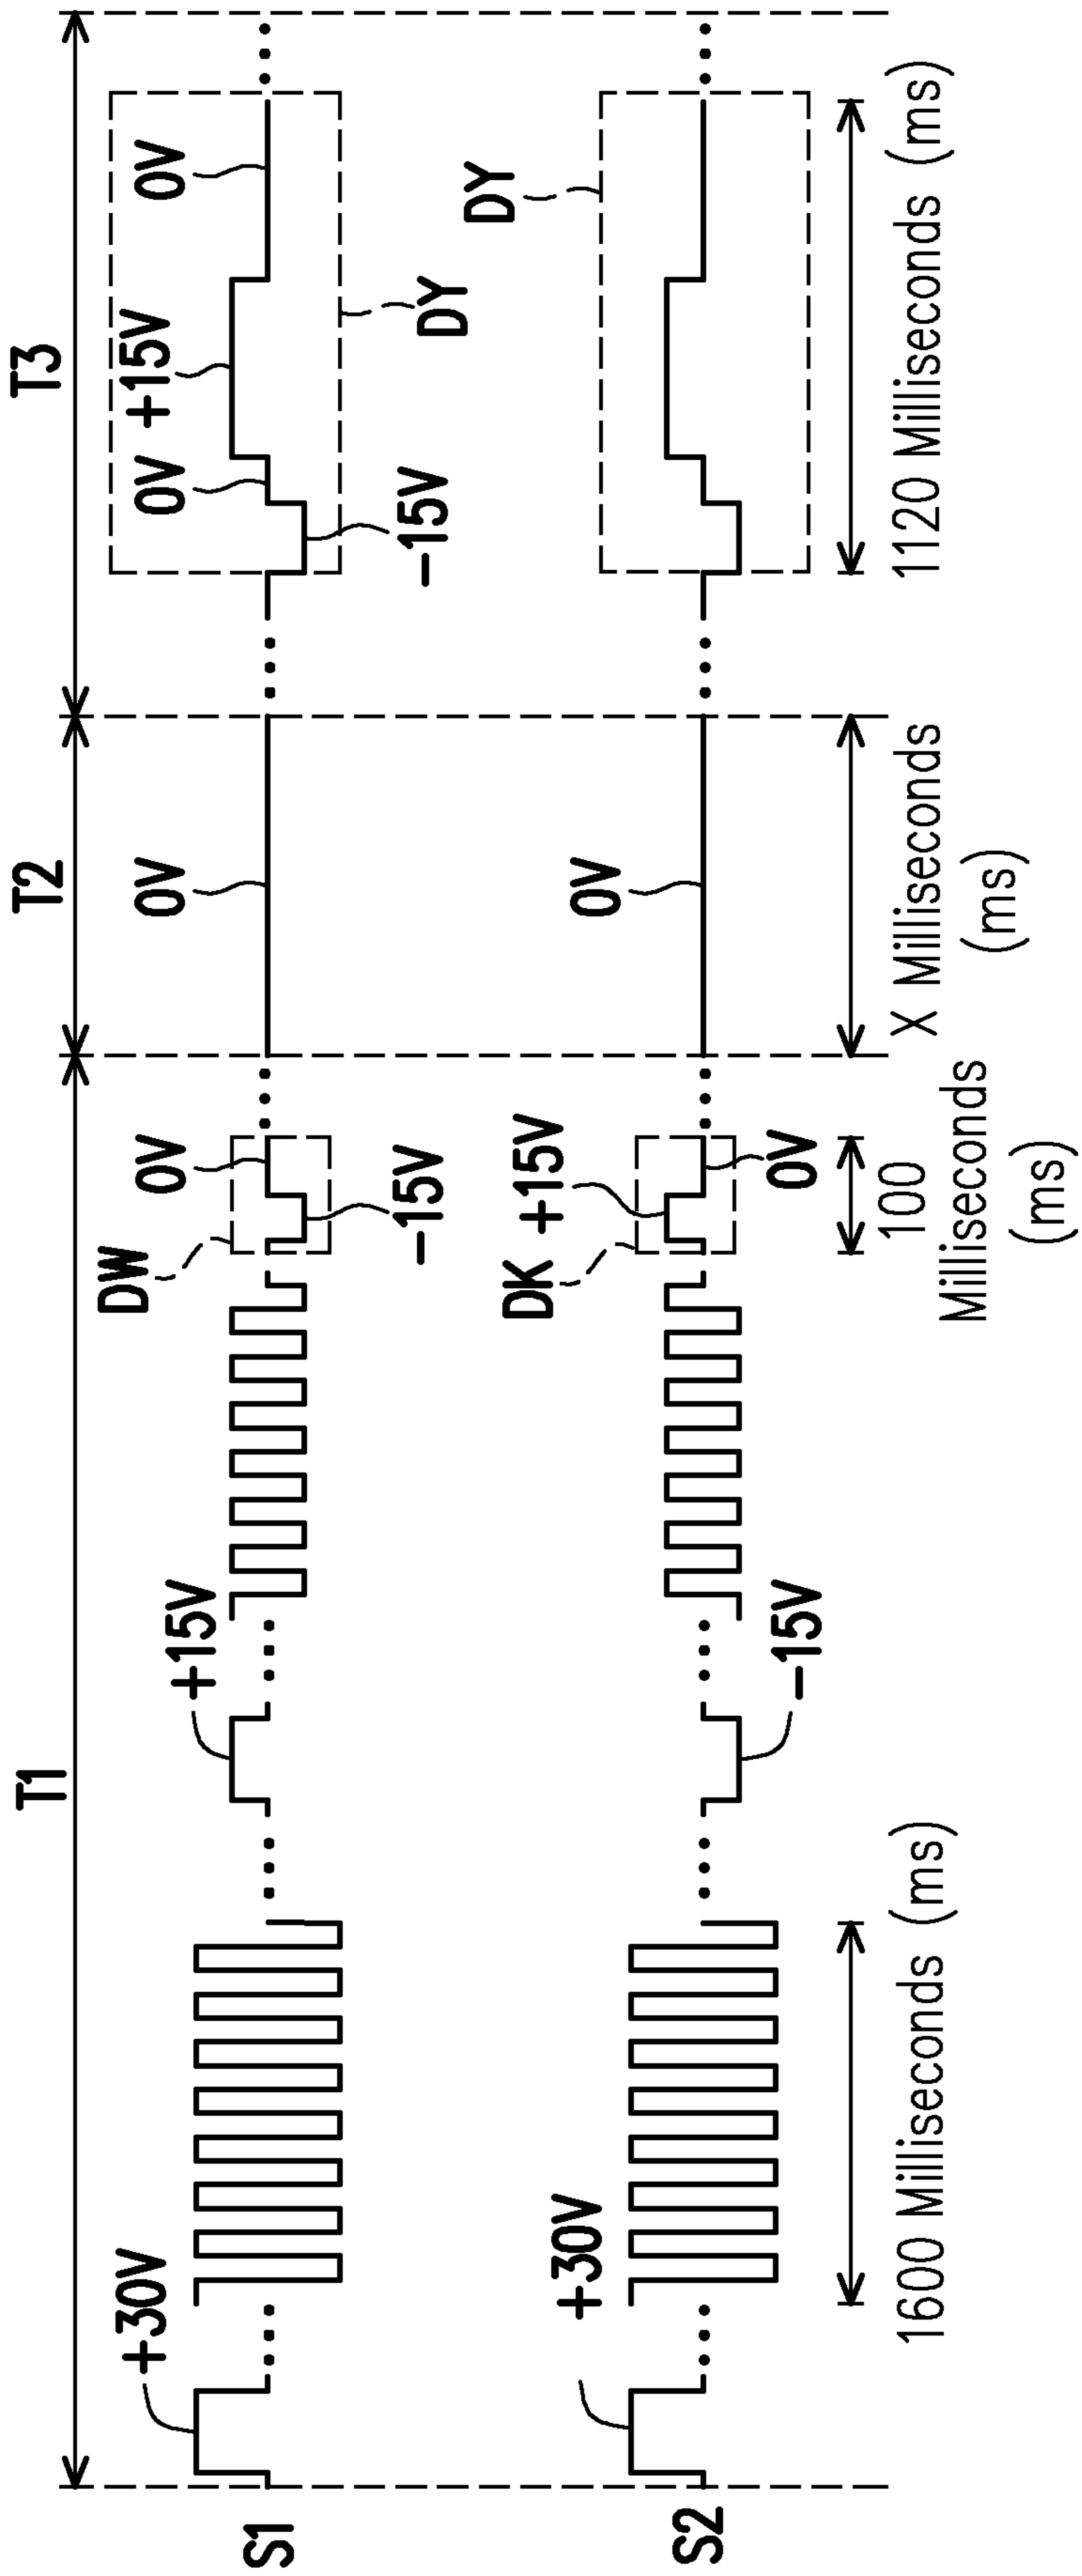 T1
T2
T3
S1
+30V
+15V
DW
0V
-15V
0V
0V
+15V
0V
-15V
DY
S2
+30V
-15V
DK
+15V
0V
0V
DY
1600 Milliseconds (ms)
100
Milliseconds
(ms)
X Milliseconds
(ms)
1120 Milliseconds (ms)